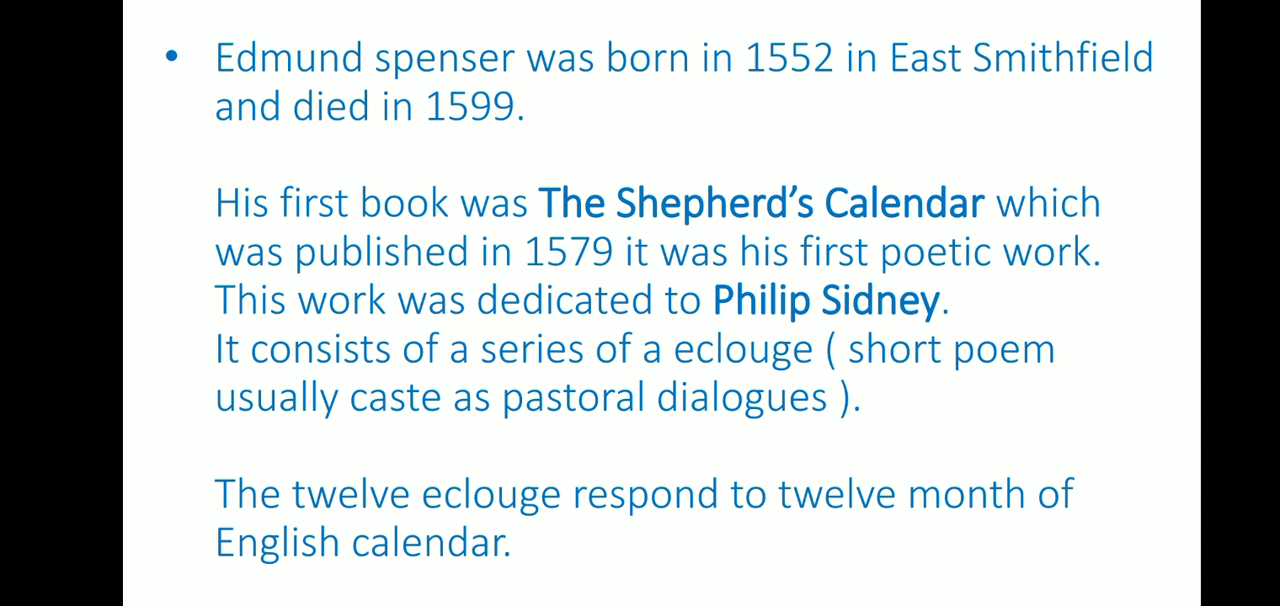 • Edmund spenser was born in 1552 in East Smithfield
and died in 1599.
His first book was The Shepherd’s Calendar which
was published in 1579 it was his first poetic work.
This work was dedicated to Philip Sidney.
It consists of a series of a eclouge ( short poem
usually caste as pastoral dialogues ).
The twelve eclouge respond to twelve month of
English calendar.